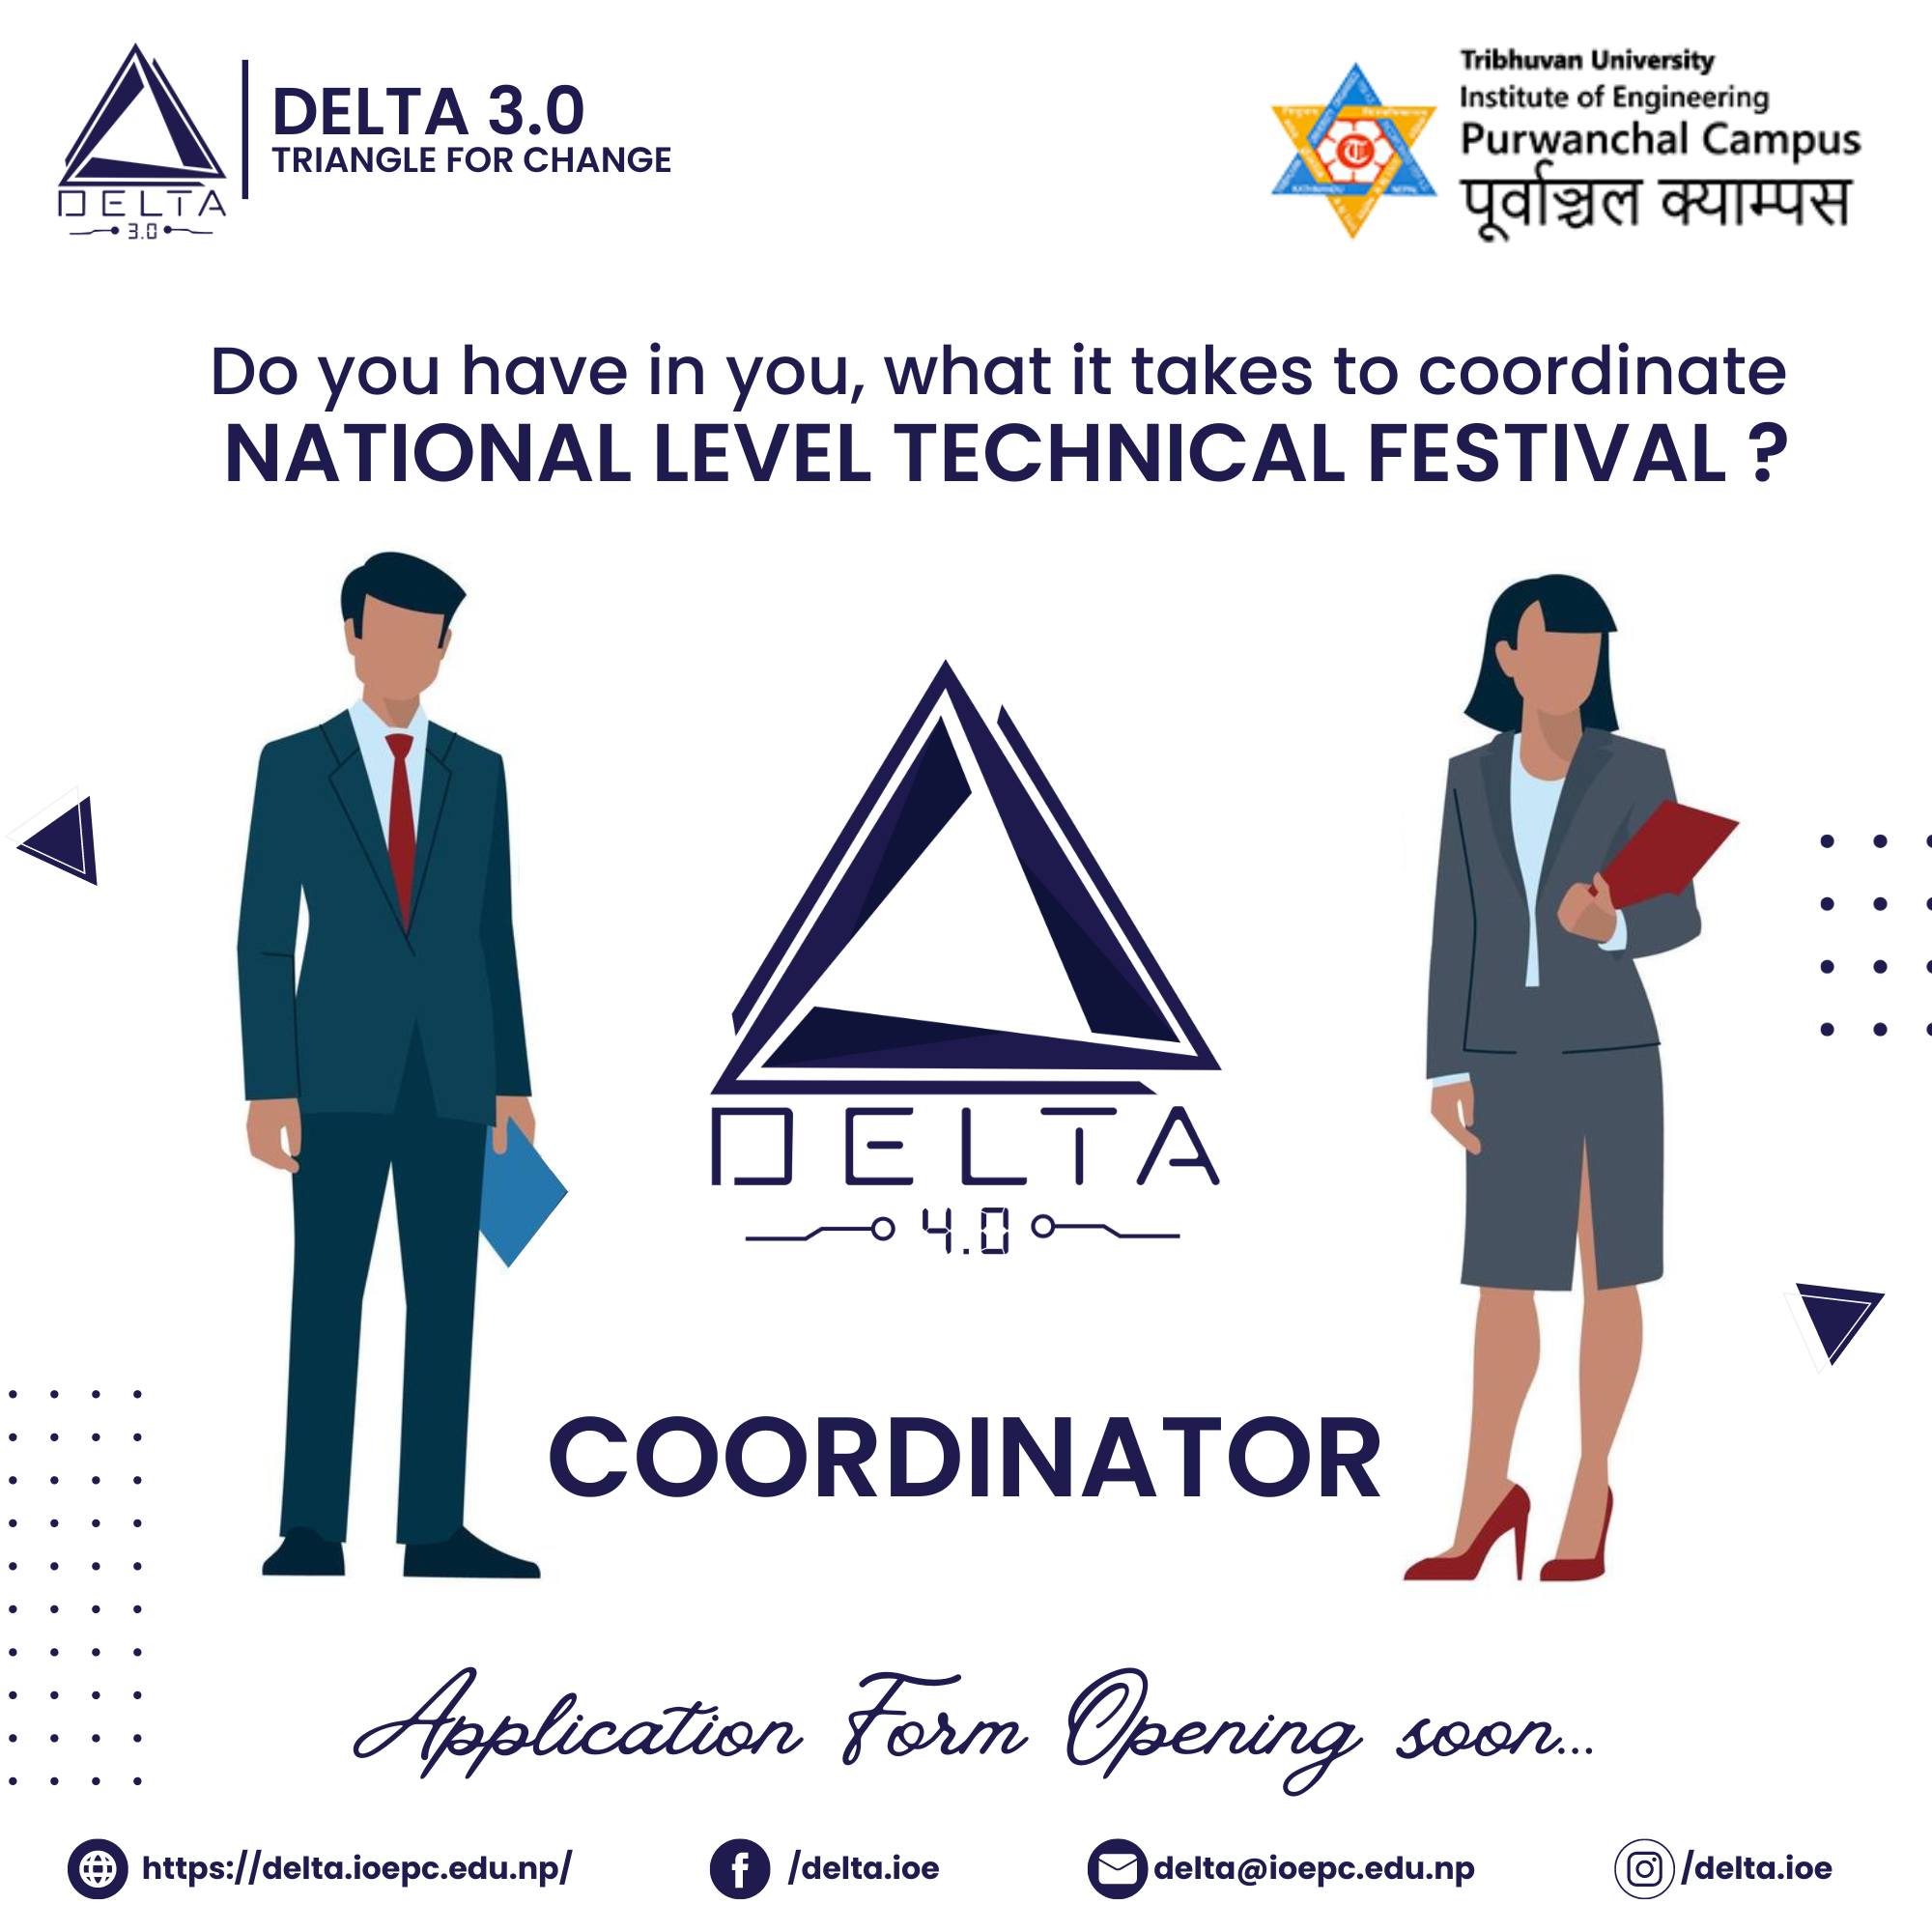 DELTA 3.0
TRIANGLE FOR CHANGE
DELTA
3.0
Tribhuvan University
Institute of Engineering
Purwanchal Campus
पूर्वाञ्चल क्याम्पस
Do you have in you, what it takes to coordinate
NATIONAL LEVEL TECHNICAL FESTIVAL ?
DELTA
4.0
COORDINATOR
Application Form Opening soon...
https://delta.ioepc.edu.np/
/delta.ioe
delta@ioepc.edu.np
/delta.ioe